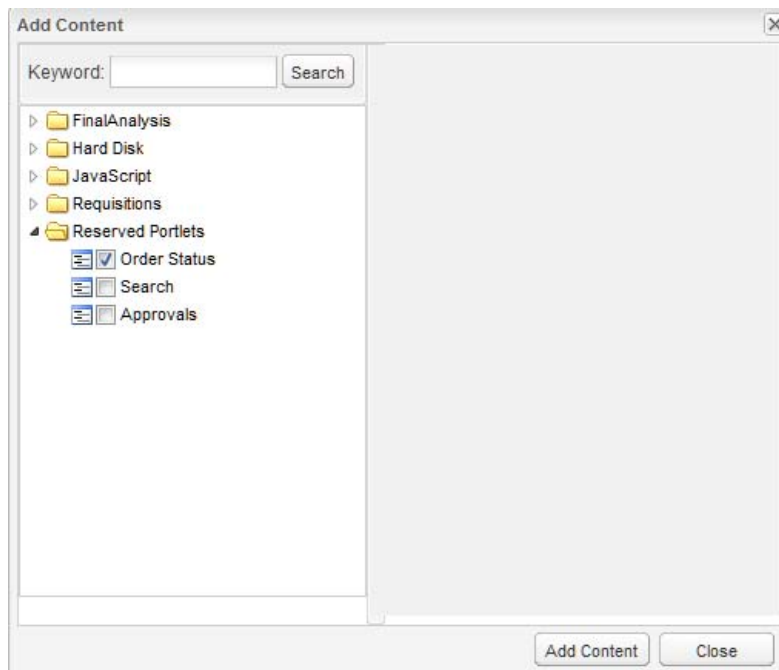 Add Content
Keyword: Search
FinalAnalysis
Hard Disk
JavaScript
Requisitions
Reserved Portlets
Order Status
Search
Approvals
Add Content Close